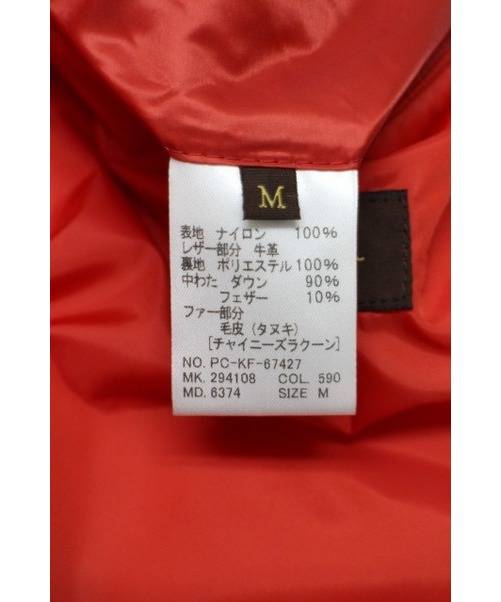 M
表地 ナイロン 100%
レザー部分 牛革
裏地 ポリエステル 100%
中わた ダウン 90%
フェザー 10%
ファー部分
毛皮 (タヌキ)
[チャイニーズラクーン]
NO. PC-KF-67427
MK. 294108 COL. 590
MD. 6374 SIZE M